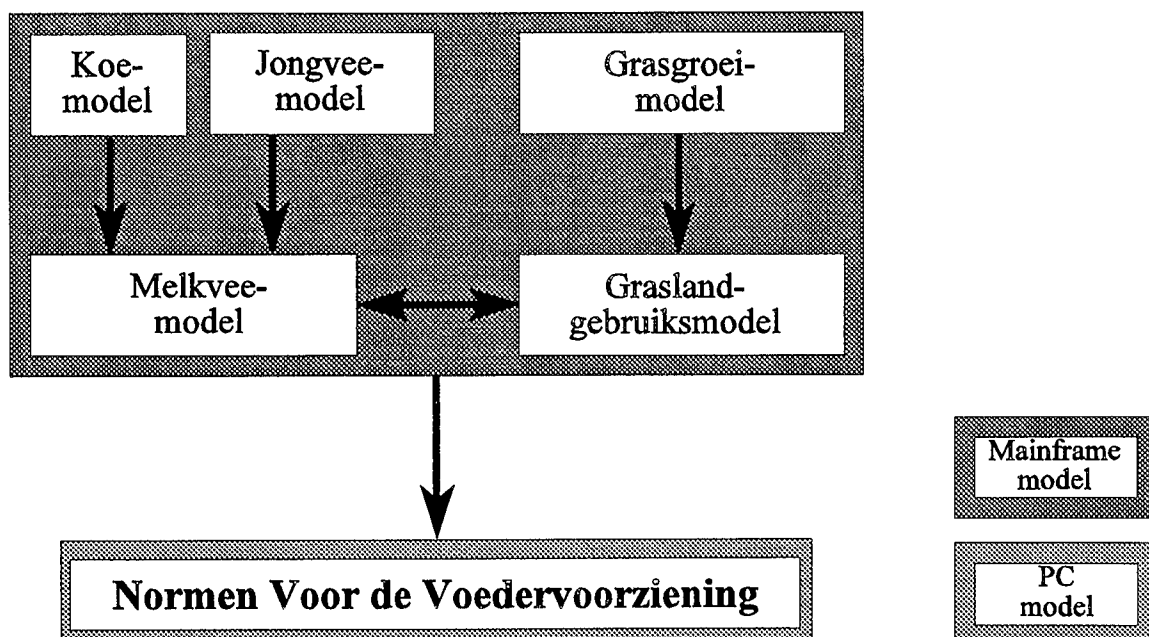 Koe-
model
Jongvee-
model
Grasgroei-
model
Melkvee-
model
Grasland-
gebruiksmodel
Mainframe
model
Normen Voor de Voedervoorziening
PC
model